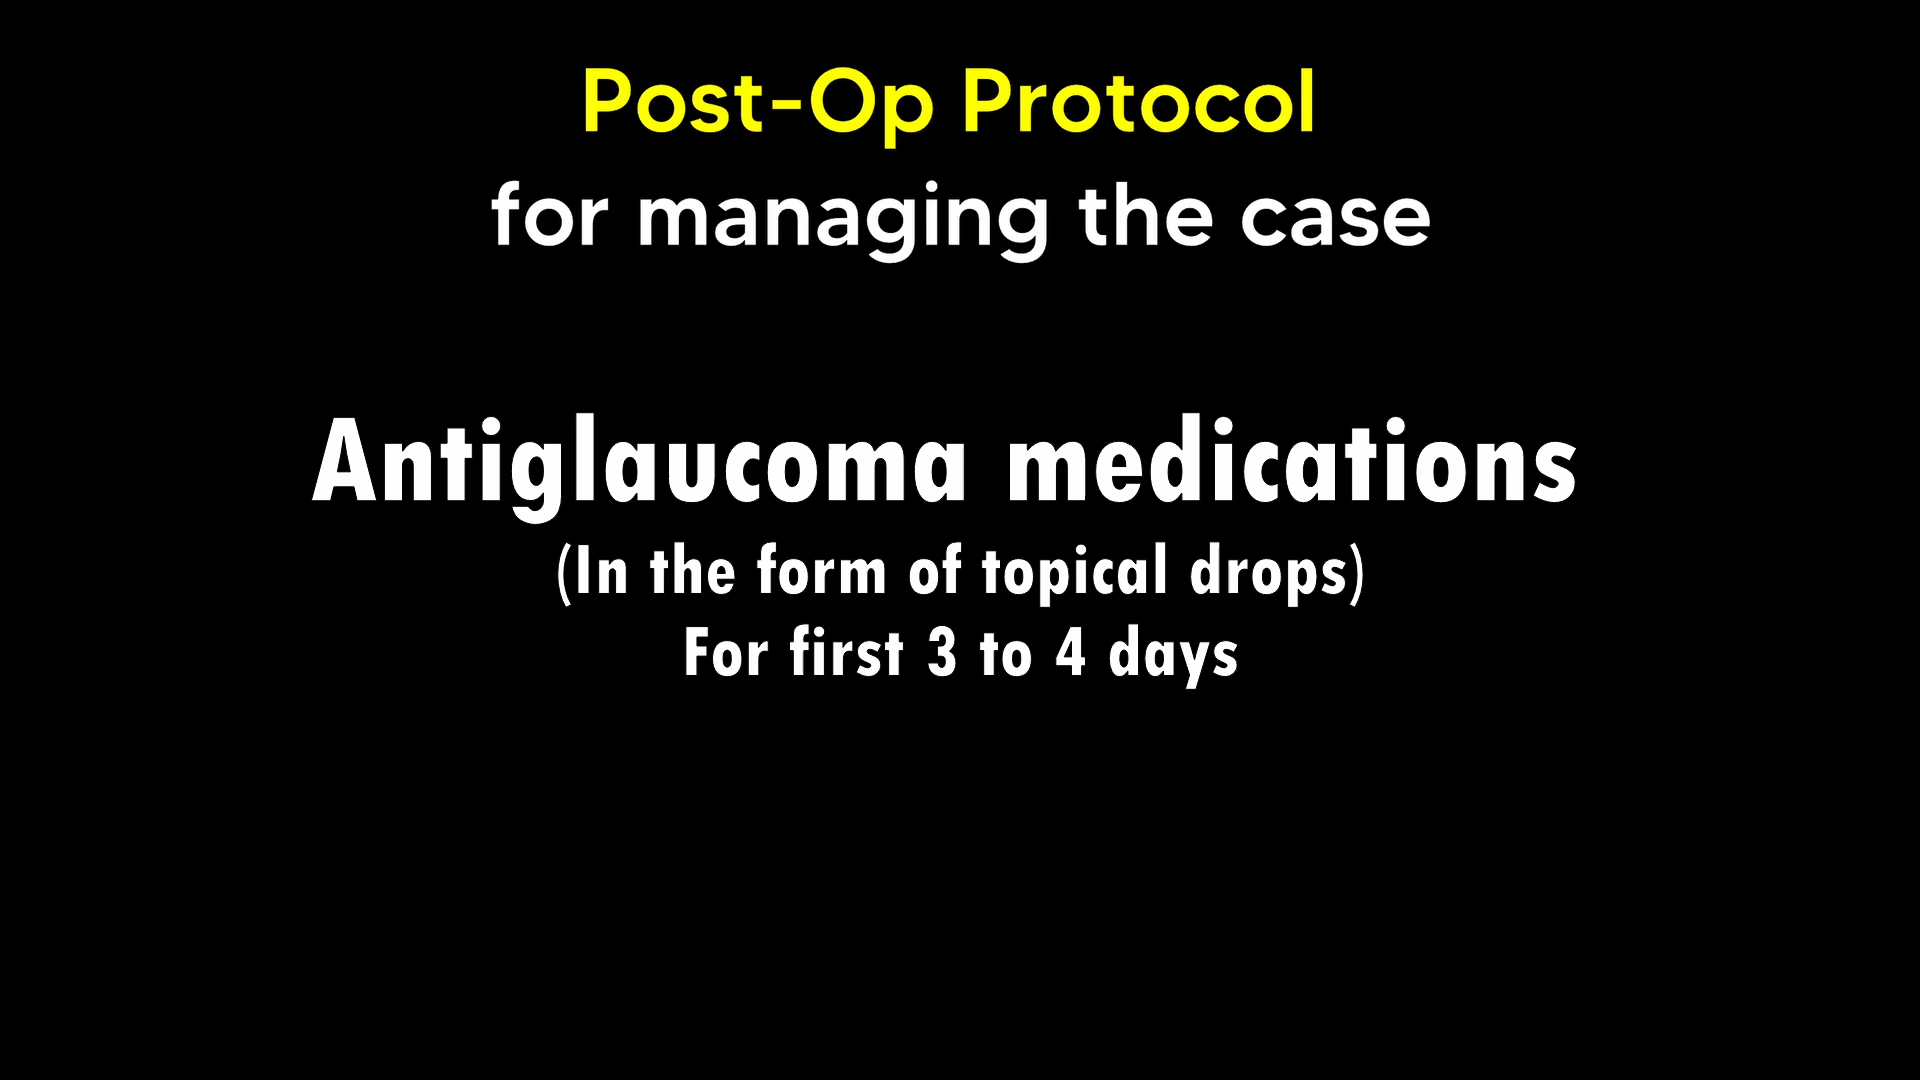 Post-Op Protocol
for managing the case
Antiglaucoma medications
(In the form of topical drops)
For first 3 to 4 days